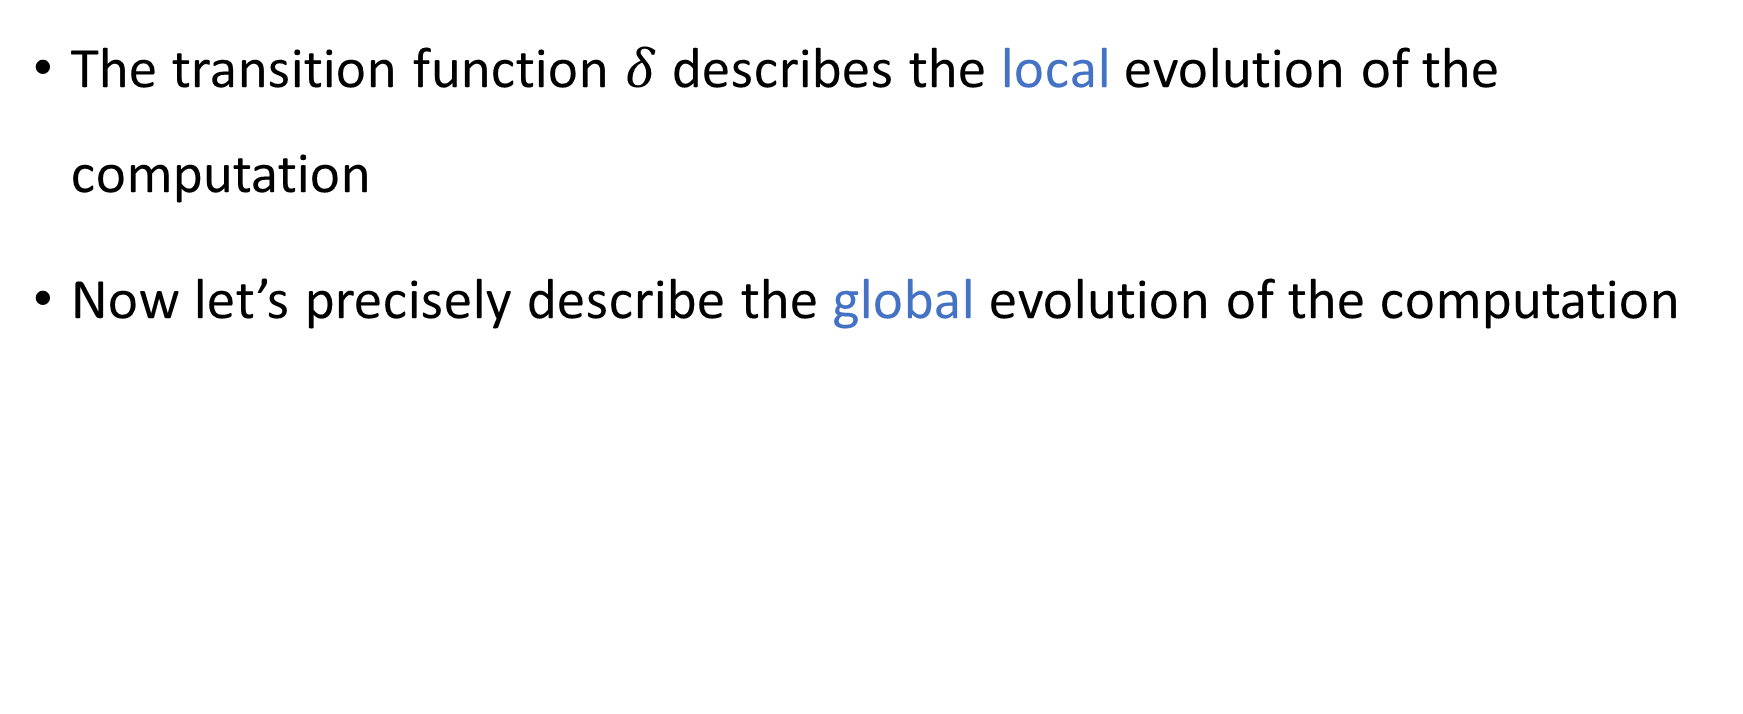 • The transition function 𝛿 describes the local evolution of the
computation
• Now let’s precisely describe the global evolution of the computation